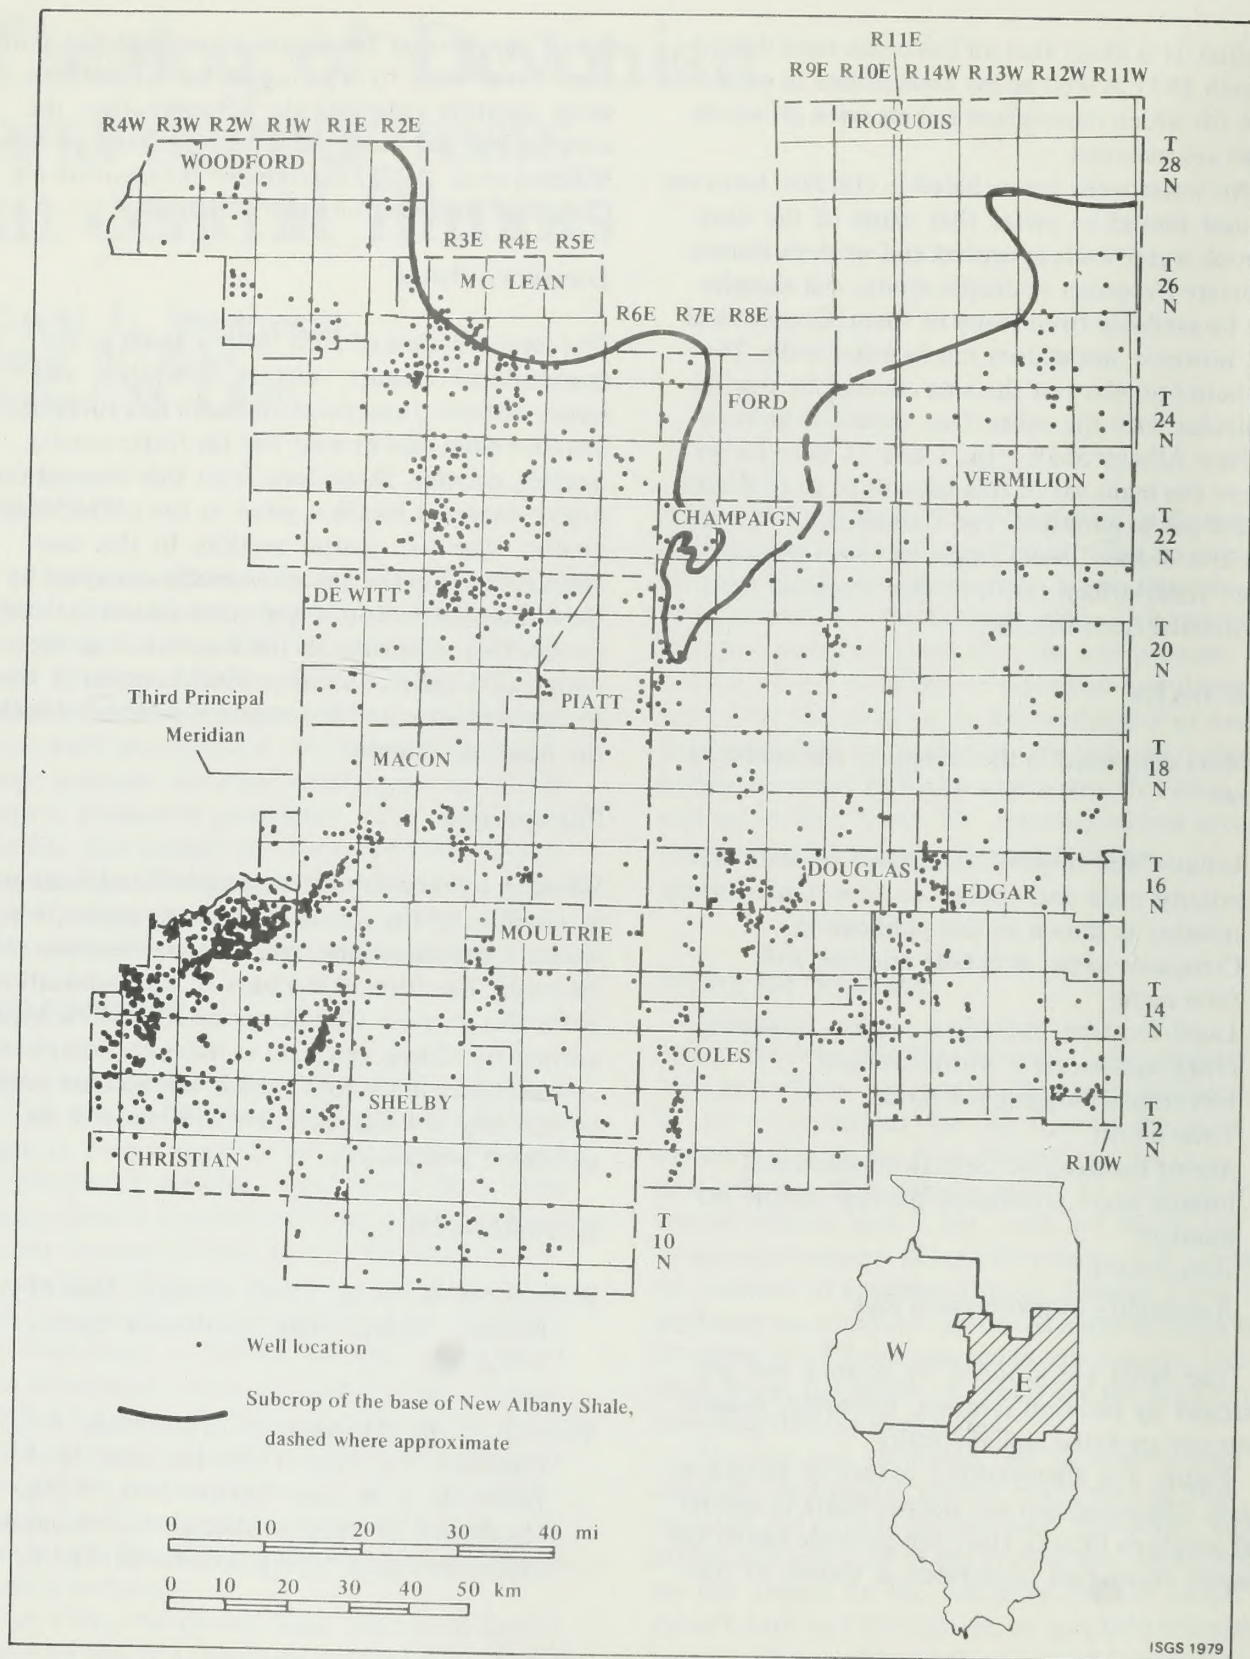 R11E
R9E R10E R14W R13W R12W R11W
R4W R3W R2W R1W R1E R2E
IROQUOIS
T
28
N
WOODFORD
R3E R4E R5E
MC LEAN
T
26
N
R6E R7E R8E
FORD
T
24
N
VERMILION
CHAMPAIGN
T
22
N
DE WITT
T
20
N
Third Principal
Meridian
PIATT
MACON
T
18
N
DOUGLAS
EDGAR
T
16
N
MOULTRIE
T
14
N
COLES
SHELBY
T
12
N
CHRISTIAN
R10W
T
10
N
Well location
W
E
Subcrop of the base of New Albany Shale,
dashed where approximate
0 10 20 30 40 mi
0 10 20 30 40 50 km
ISGS 1979